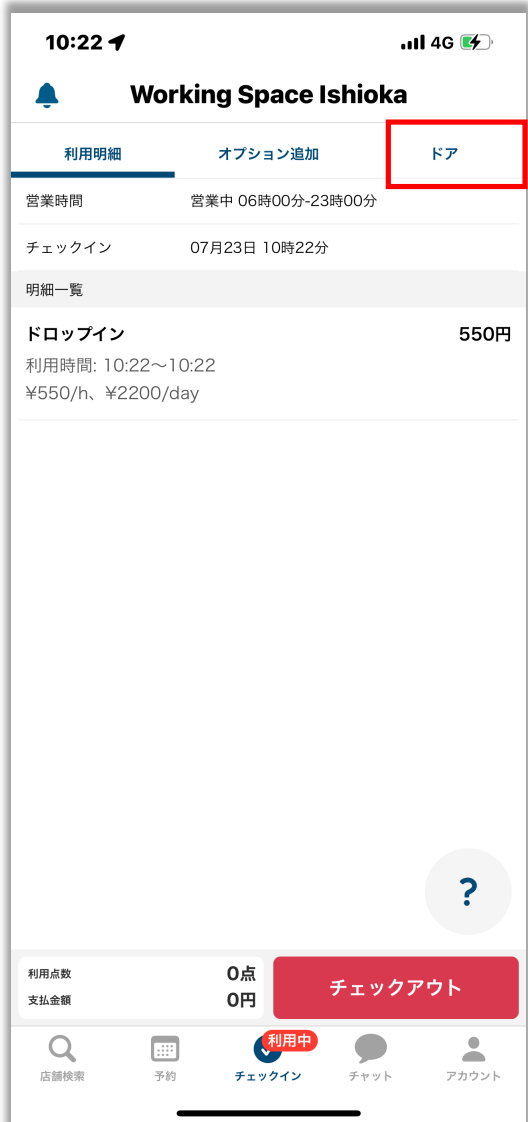 10:22 4G
Working Space Ishioka
利用明細 オプション追加 ドア
営業時間 営業中 06時00分-23時00分
チェックイン 07月23日 10時22分
明細一覧
ドロップイン 550円
利用時間: 10:22〜10:22
¥550/h、¥2200/day
?
利用点数 0点
支払金額 0円
チェックアウト
利用中
店舗検索 予約 チェックイン チャット アカウント